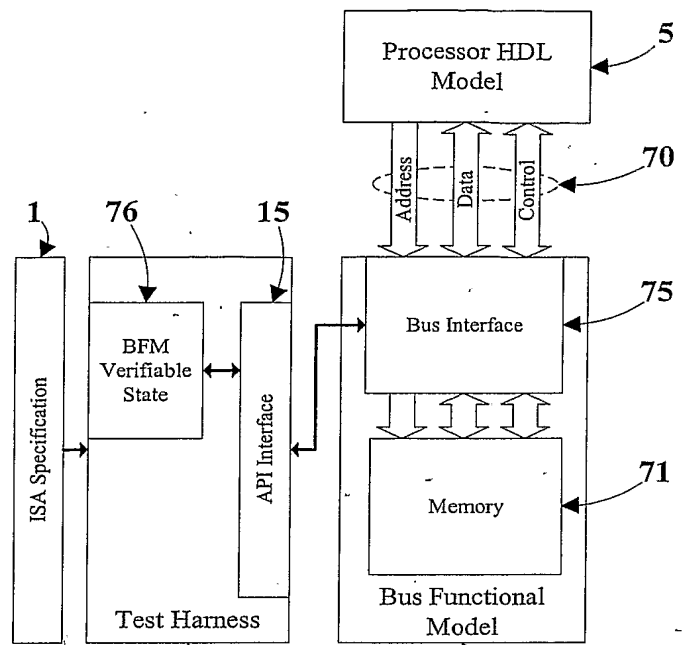 Processor HDL
Model
5
Address
Data
Control
70
1
76
15
ISA Specification
BFM
Verifiable
State
API Interface
Test Harness
Bus Interface
75
Memory
71
Bus Functional
Model